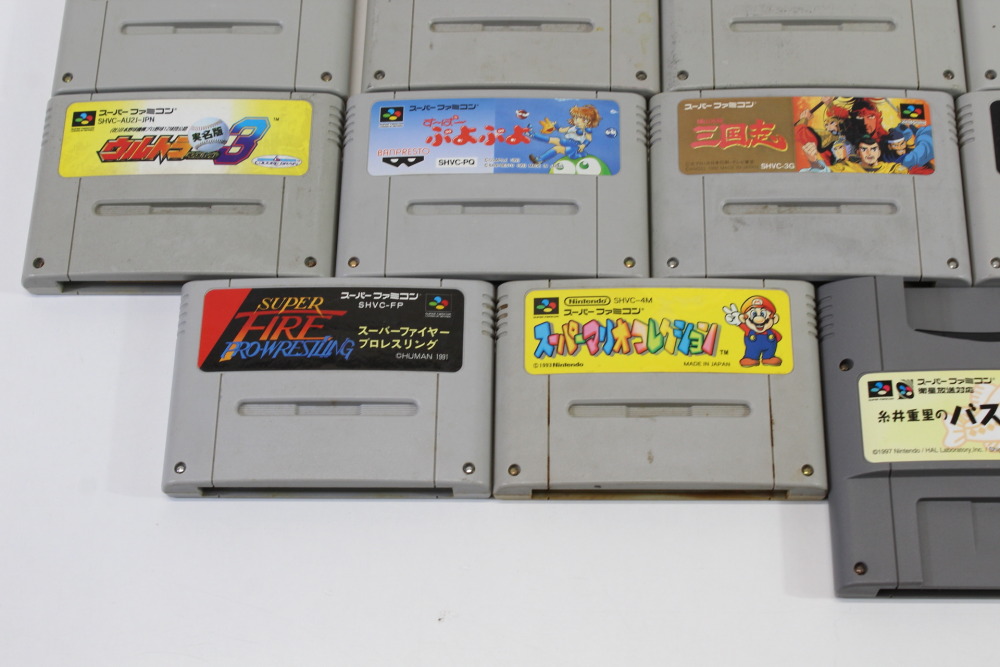 スーパーファミコン
SHVC-AU2J-JPN
ウルトラ
実名版
3
スーパーファミコン
すーぱー
ぷよぷよ
BANPRESTO
SHVC-PQ
スーパーファミコン
三国志
SHVC-3G
SUPER
FIRE
PRO-WRESTLING
スーパーファミコン
SHVC-FP
スーパーファイヤー
プロレスリング
©HUMAN 1991
Nintendo SHVC-4M
スーパーファミコン
スーパーマリオコレクション TM
©1993 Nintendo MADE IN JAPAN
スーパーファミコン
衛星放送対応
糸井重里のバス
©1997 Nintendo / HAL Laboratory, Inc.